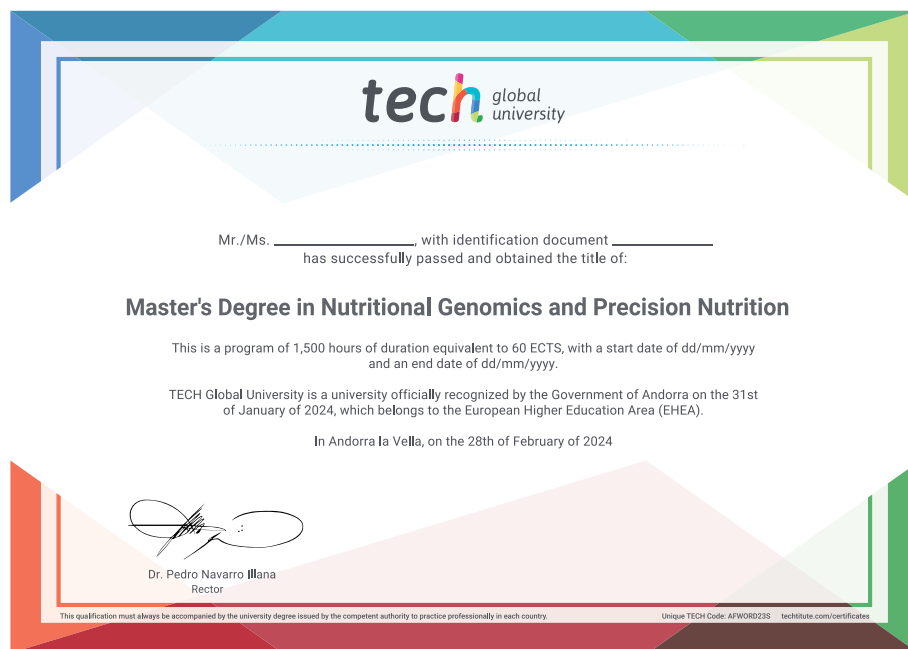 tech global university
Mr./Ms. ____________, with identification document ____________
has successfully passed and obtained the title of:
Master's Degree in Nutritional Genomics and Precision Nutrition
This is a program of 1,500 hours of duration equivalent to 60 ECTS, with a start date of dd/mm/yyyy
and an end date of dd/mm/yyyy.
TECH Global University is a university officially recognized by the Government of Andorra on the 31st
of January of 2024, which belongs to the European Higher Education Area (EHEA).
In Andorra la Vella, on the 28th of February of 2024
Dr. Pedro Navarro Illana
Rector
This qualification must always be accompanied by the university degree issued by the competent authority to practice professionally in each country.
Unique TECH Code: AFWORD23S techtitute.com/certificates